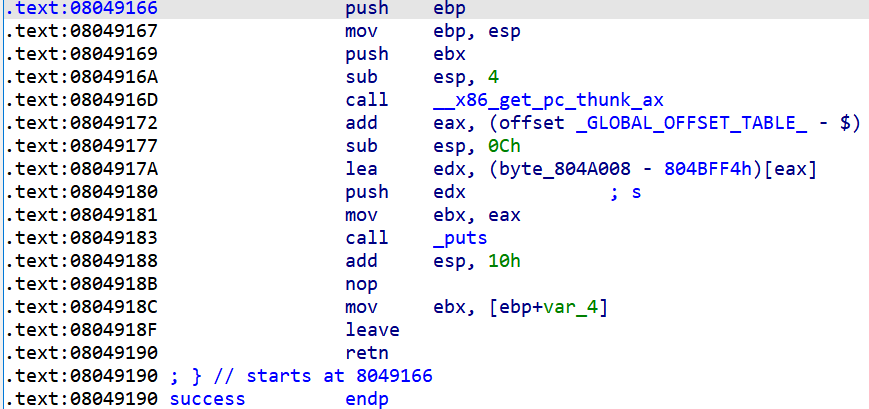 .text:08049166 push ebp
.text:08049167 mov ebp, esp
.text:08049169 push ebx
.text:0804916A sub esp, 4
.text:0804916D call __x86_get_pc_thunk_ax
.text:08049172 add eax, (offset _GLOBAL_OFFSET_TABLE_ - $)
.text:08049177 sub esp, 0Ch
.text:0804917A lea edx, (byte_804A008 - 804BFF4h)[eax]
.text:08049180 push edx ; s
.text:08049181 mov ebx, eax
.text:08049183 call _puts
.text:08049188 add esp, 10h
.text:0804918B nop
.text:0804918C mov ebx, [ebp+var_4]
.text:0804918F leave
.text:08049190 retn
.text:08049190 ; } // starts at 8049166
.text:08049190 success endp